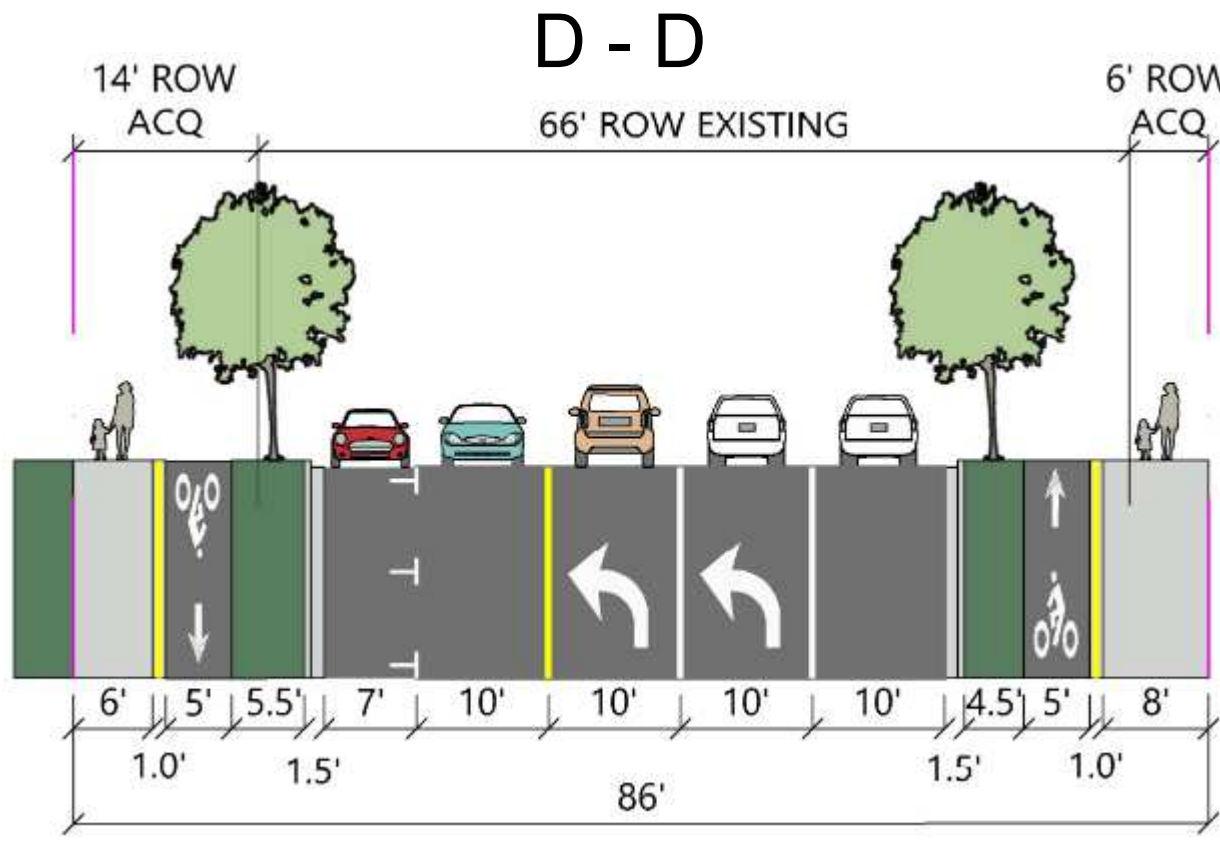 D - D
14' ROW
ACQ
66' ROW EXISTING
6' ROW
ACQ
6' 5' 5.5' 7' 10' 10' 10' 10' 4.5' 5' 8'
1.0' 1.5' 1.5' 1.0'
86'